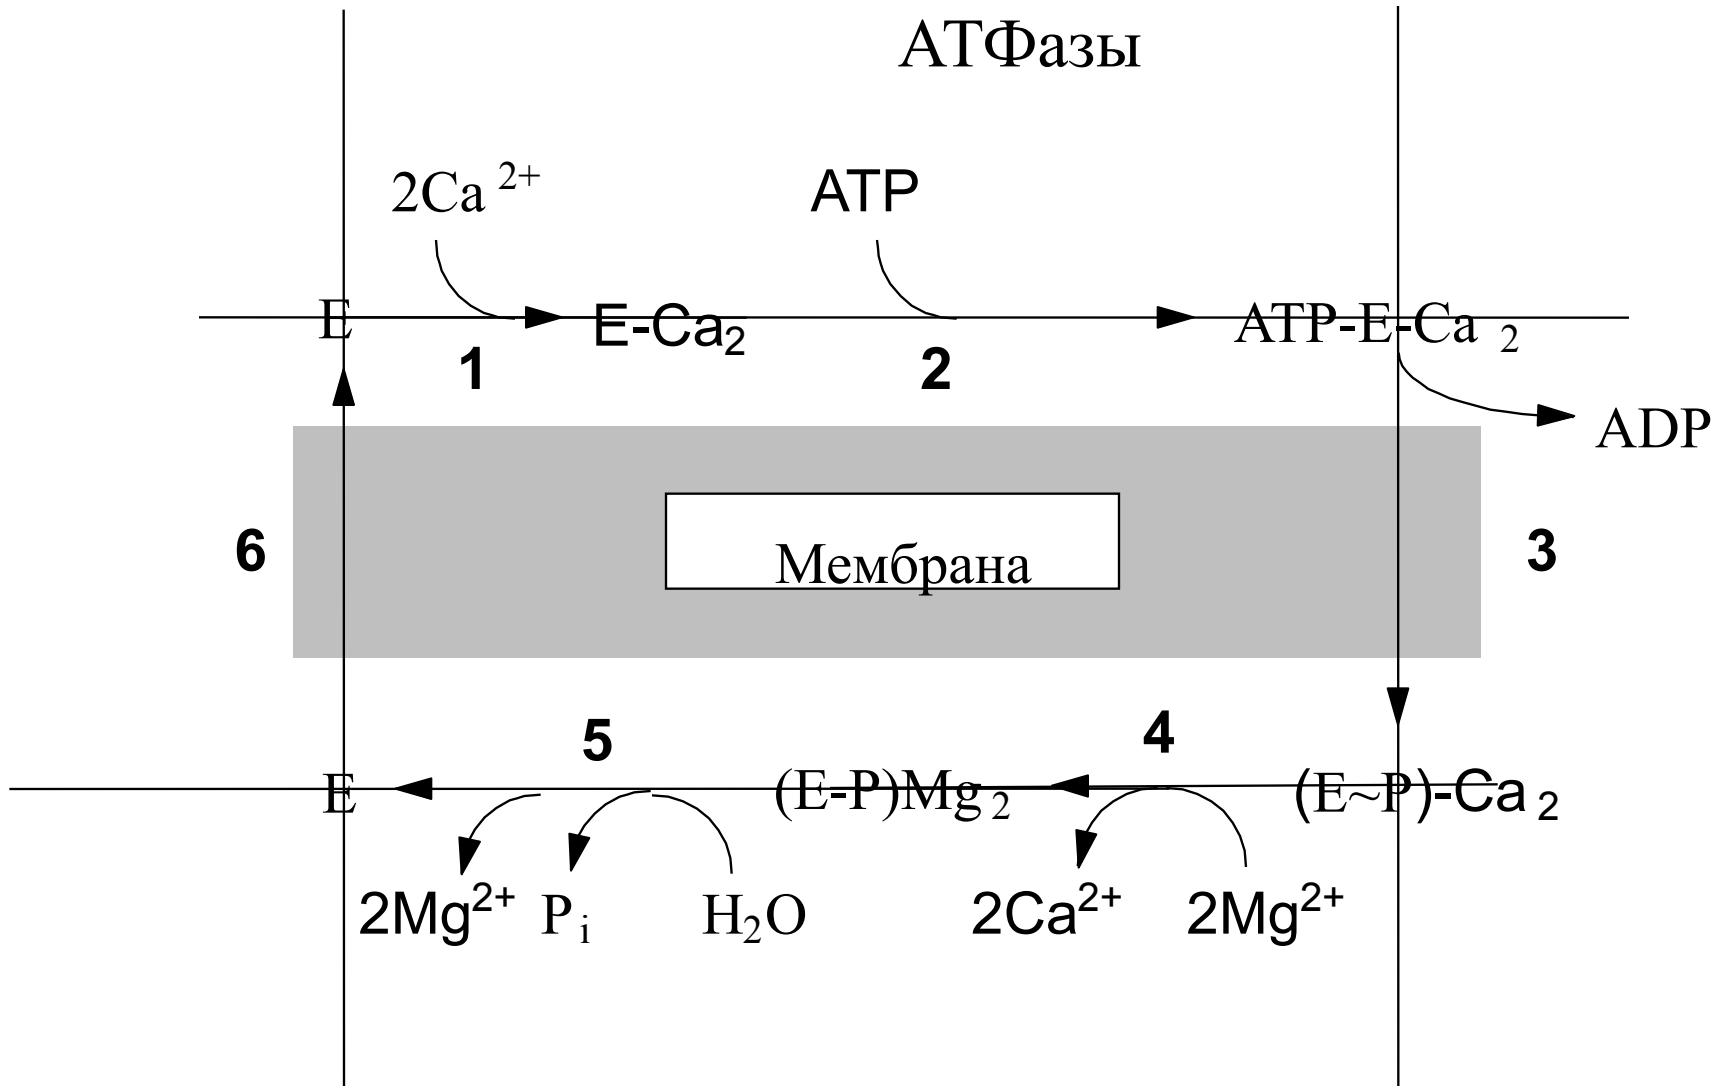 АТФазы
2Ca 2+ ATP
E E-Ca2 ATP-E-Ca 2
1 2
ADP
6 Мембрана 3
5 4
E (E-P)Mg 2 (E~P)-Ca 2
2Mg2+ P i H2O 2Ca2+ 2Mg2+